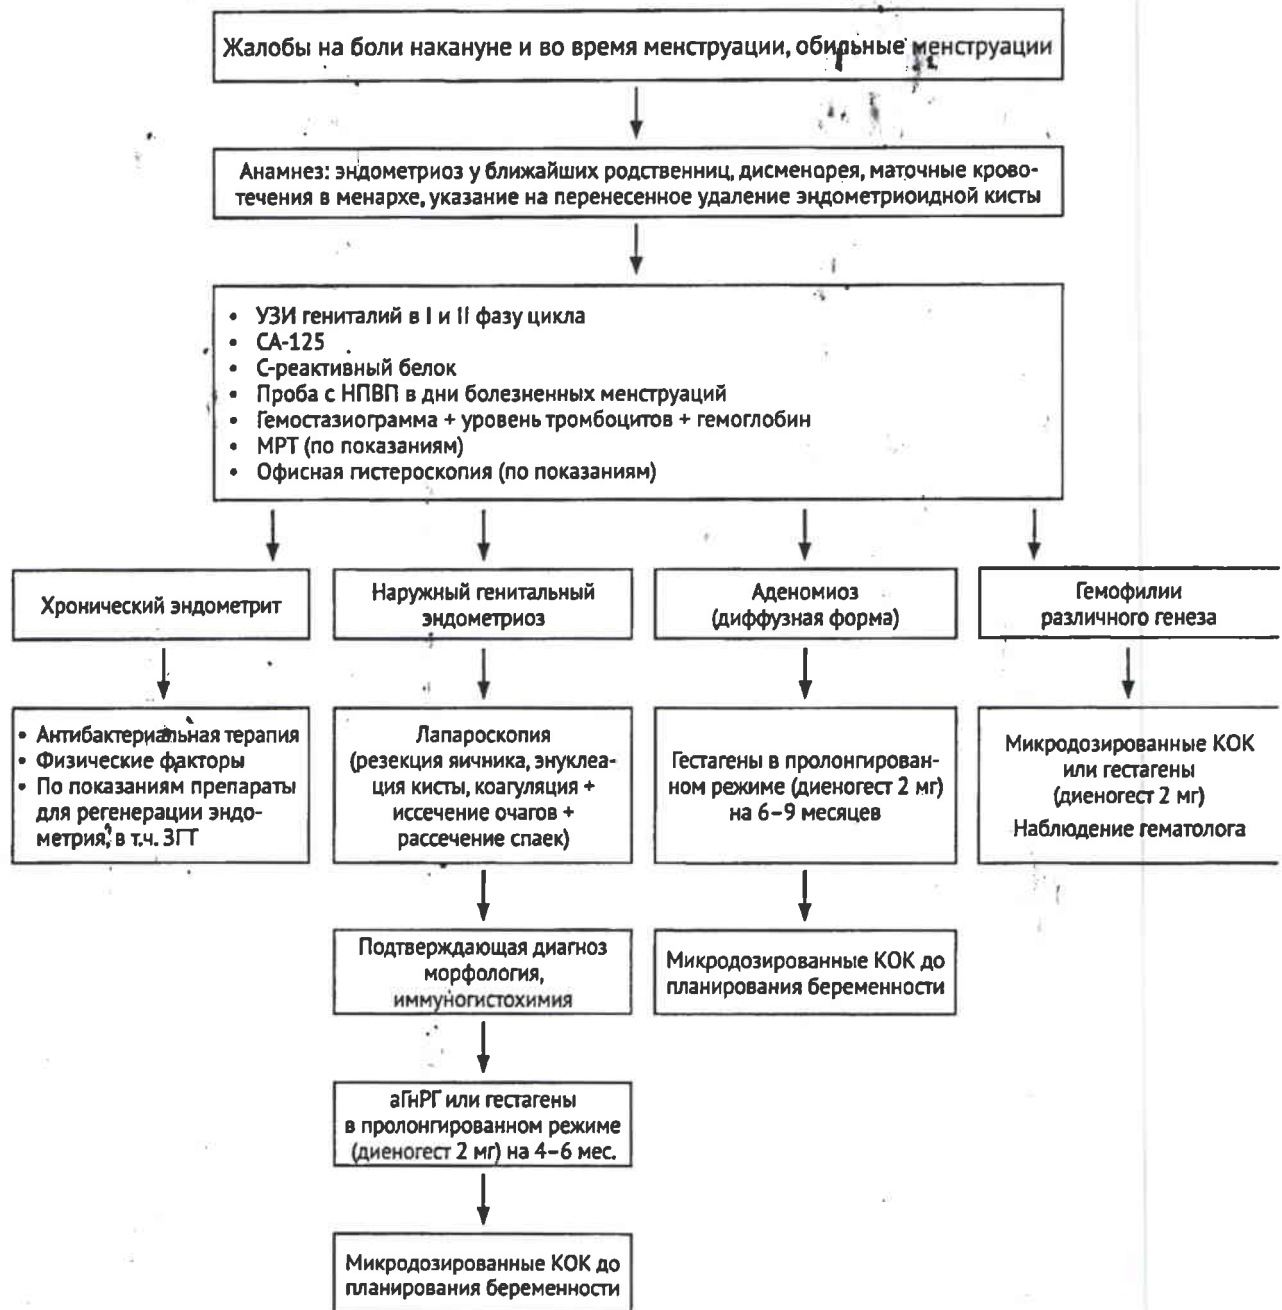 Жалобы на боли накануне и во время менструации, обильные менструации
Анамнез: эндометриоз у ближайших родственниц, дисменорея, маточные крово-
течения в менархе, указание на перенесенное удаление эндометриоидной кисты
• УЗИ гениталий в I и II фазу цикла
• СА-125
• С-реактивный белок
• Проба с НПВП в дни болезненных менструаций
• Гемостазиограмма + уровень тромбоцитов + гемоглобин
• МРТ (по показаниям)
• Офисная гистероскопия (по показаниям)
Хронический эндометрит
Наружный генитальный
эндометриоз
Аденомиоз
(диффузная форма)
Гемофилии
различного генеза
• Антибактериальная терапия
• Физические факторы
• По показаниям препараты
для регенерации эндо-
метрия, в т.ч. ЗГТ
Лапароскопия
(резекция яичника, энуклеа-
ция кисты, коагуляция +
иссечение очагов +
рассечение спаек)
Гестагены в пролонгирован-
ном режиме (диеногест 2 мг)
на 6–9 месяцев
Микродозированные КОК
или гестагены
(диеногест 2 мг)
Наблюдение гематолога
Подтверждающая диагноз
морфология,
иммуногистохимия
Микродозированные КОК до
планирования беременности
аГнРГ или гестагены
в пролонгированном режиме
(диеногест 2 мг) на 4–6 мес.
Микродозированные КОК до
планирования беременности